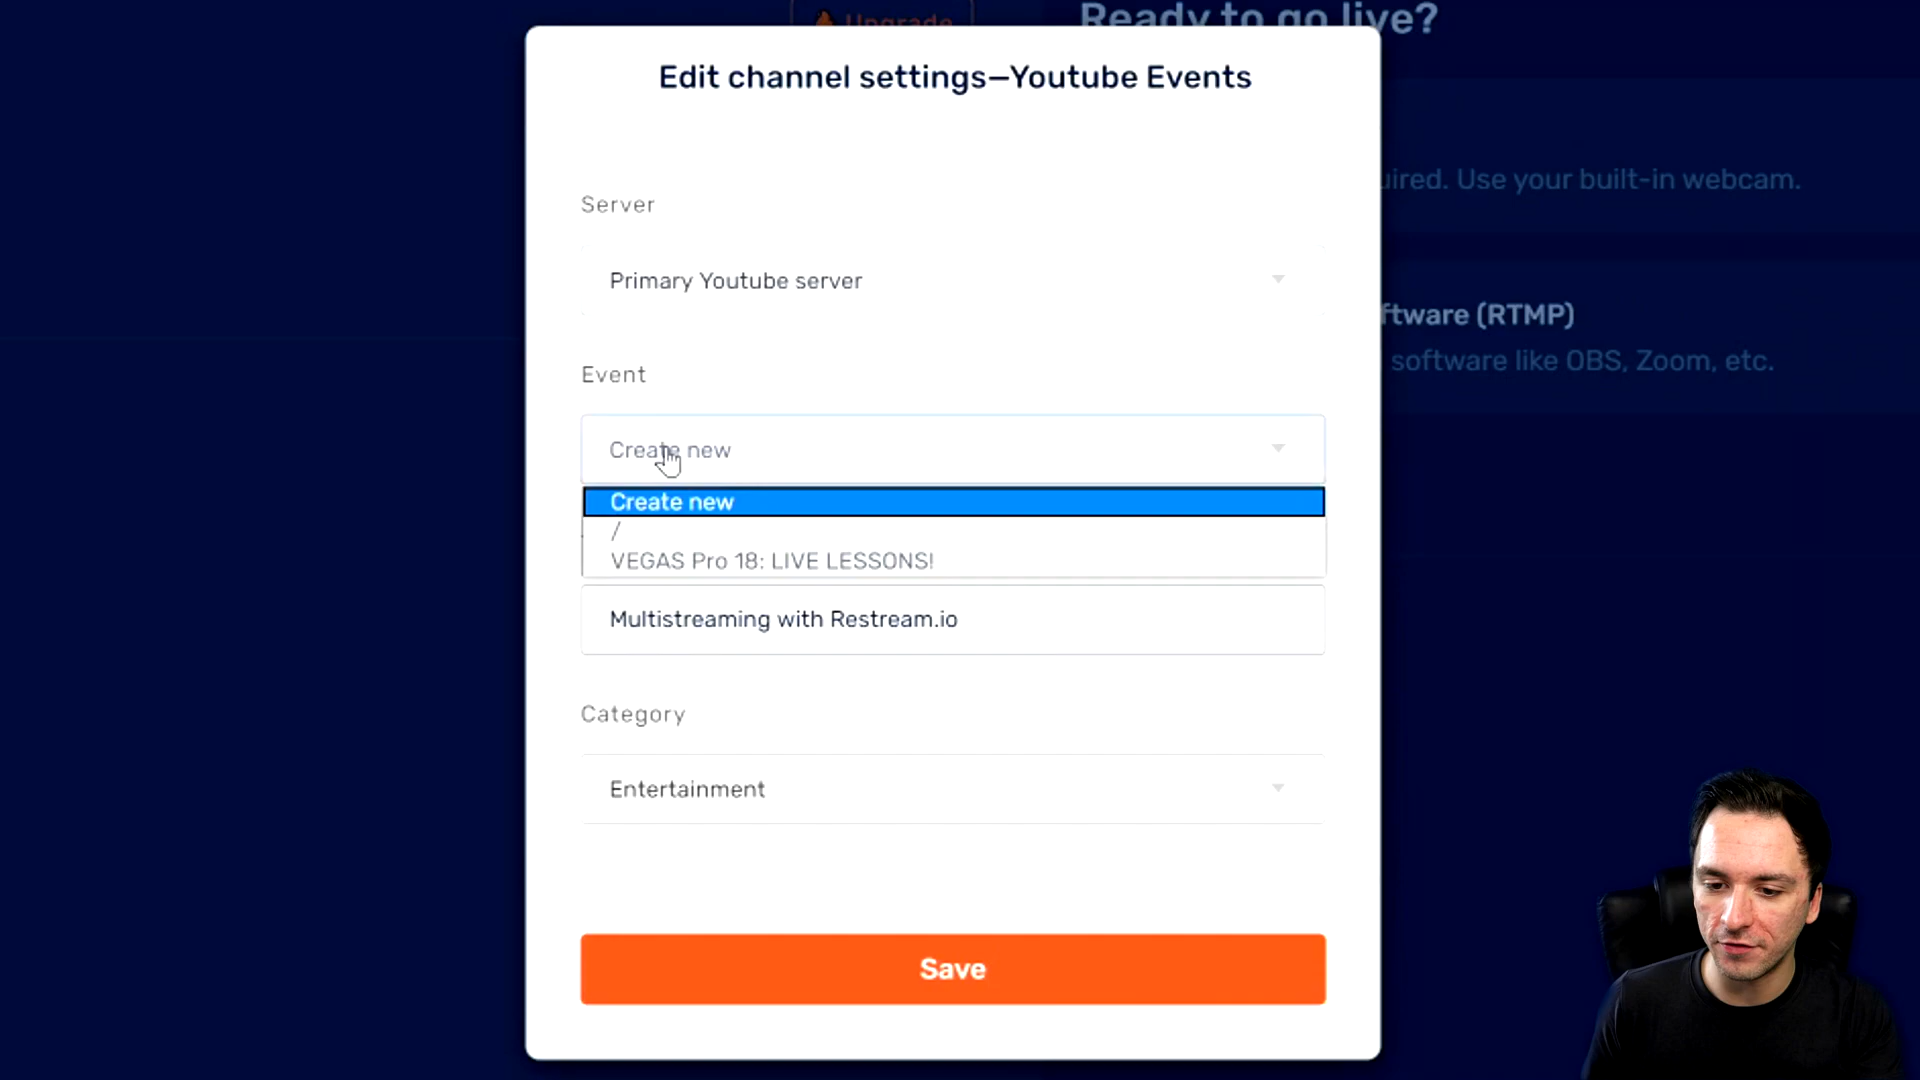 Upgrade
Ready to go live?
Edit channel settings—Youtube Events
uired. Use your built-in webcam.
Server
Primary Youtube server
ftware (RTMP)
software like OBS, Zoom, etc.
Event
Create new
Create new
/
VEGAS Pro 18: LIVE LESSONS!
Multistreaming with Restream.io
Category
Entertainment
Save